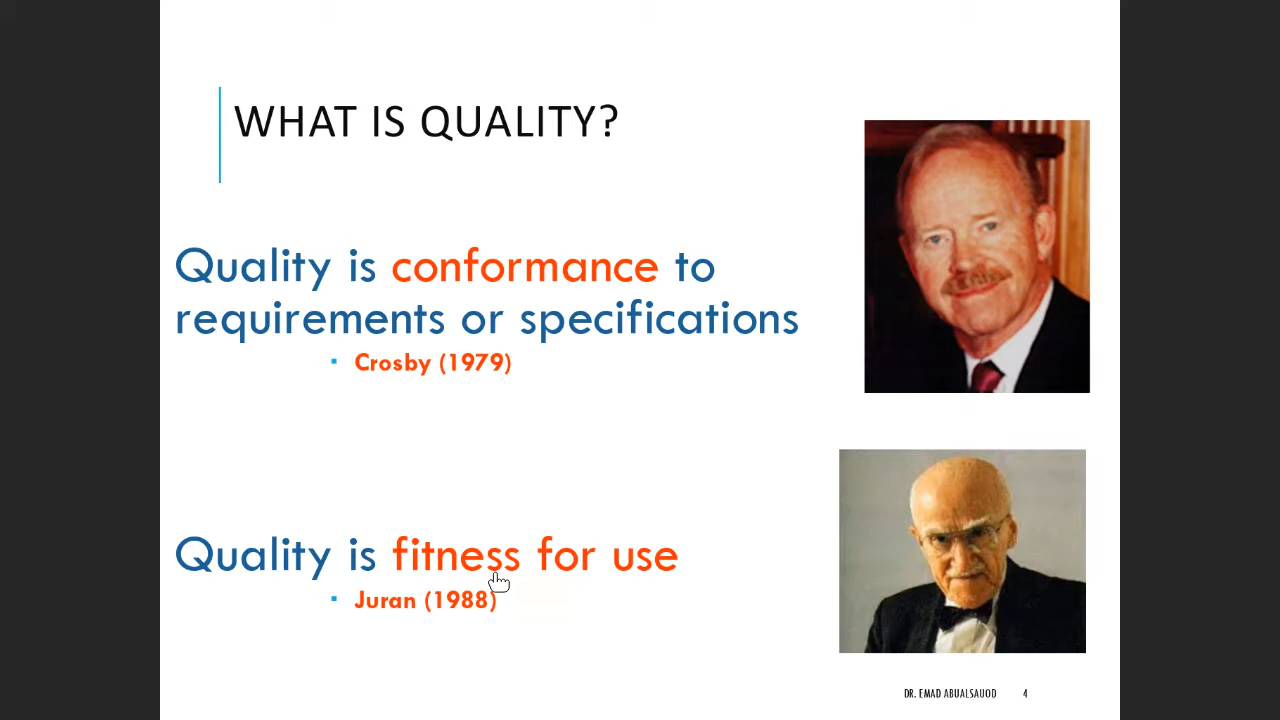 WHAT IS QUALITY?
Quality is conformance to
requirements or specifications
▪ Crosby (1979)
Quality is fitness for use
▪ Juran (1988)
DR. EMAD ABUALSAUOD 4